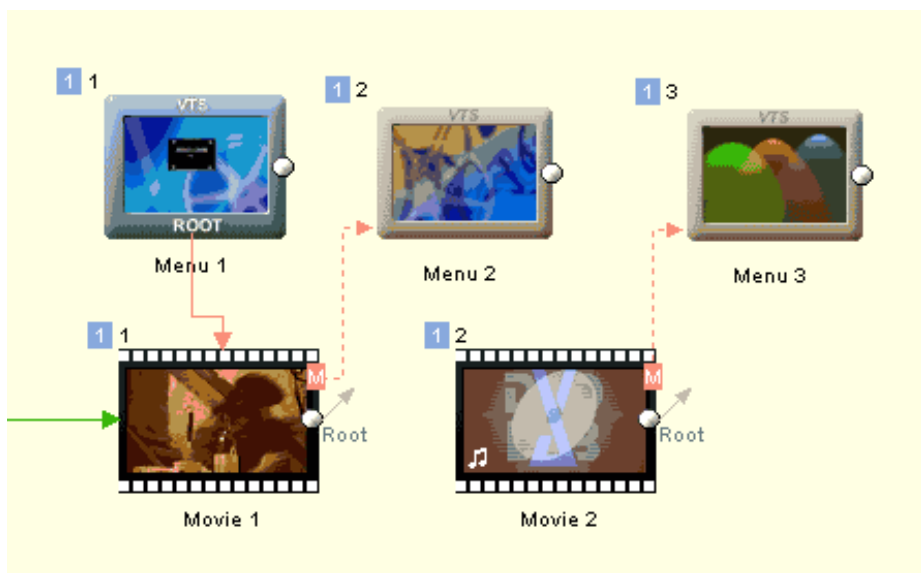 1 1
VTS
ROOT
Menu 1
1 2
VTS
Menu 2
1 3
VTS
Menu 3
1 1
M
Root
Movie 1
1 2
M
Root
Movie 2